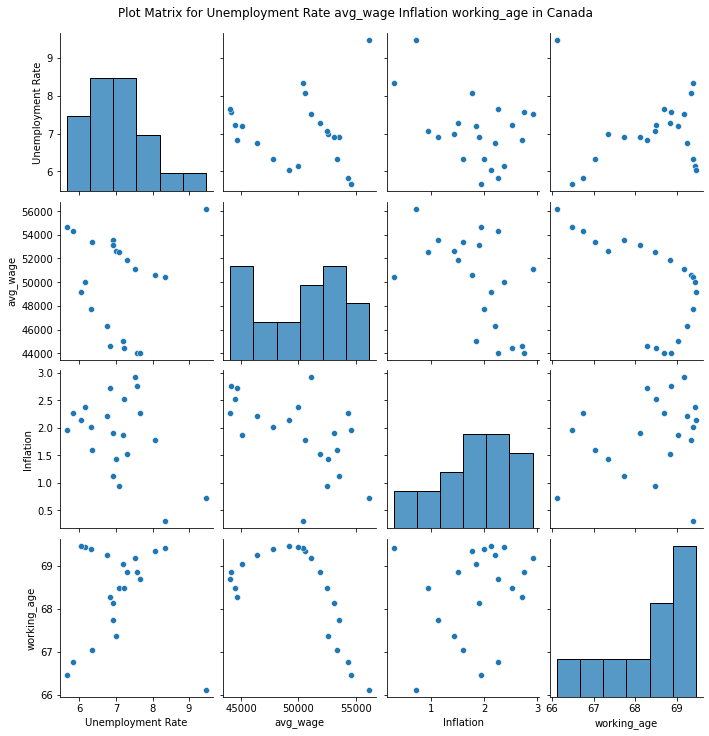 Plot Matrix for Unemployment Rate avg_wage Inflation working_age in Canada
Unemployment Rate
9
8
7
6
avg_wage
56000
54000
52000
50000
48000
46000
44000
Inflation
3.0
2.5
2.0
1.5
1.0
0.5
working_age
69
68
67
66
6 7 8 9
45000 50000 55000
1 2 3
66 67 68 69
Unemployment Rate
avg_wage
Inflation
working_age